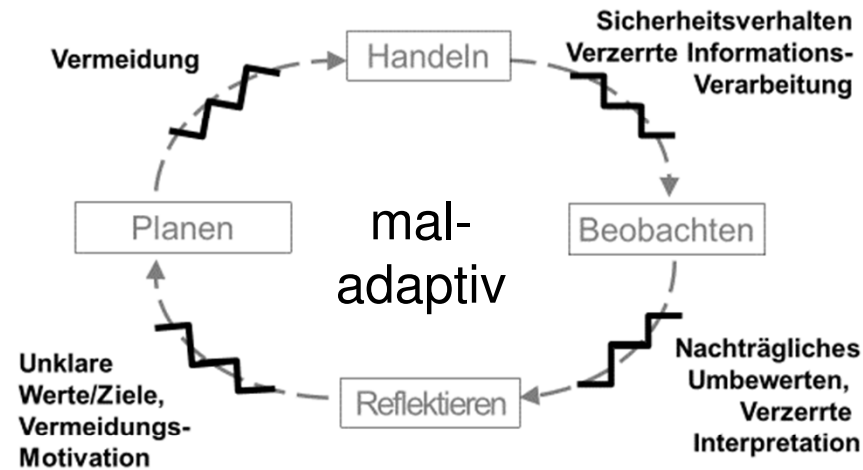 Vermeidung
Handeln
Sicherheitsverhalten
Verzerrte Informations-
Verarbeitung
Planen
mal-
adaptiv
Beobachten
Unklare
Werte/Ziele,
Vermeidungs-
Motivation
Reflektieren
Nachträgliches
Umbewerten,
Verzerrte
Interpretation